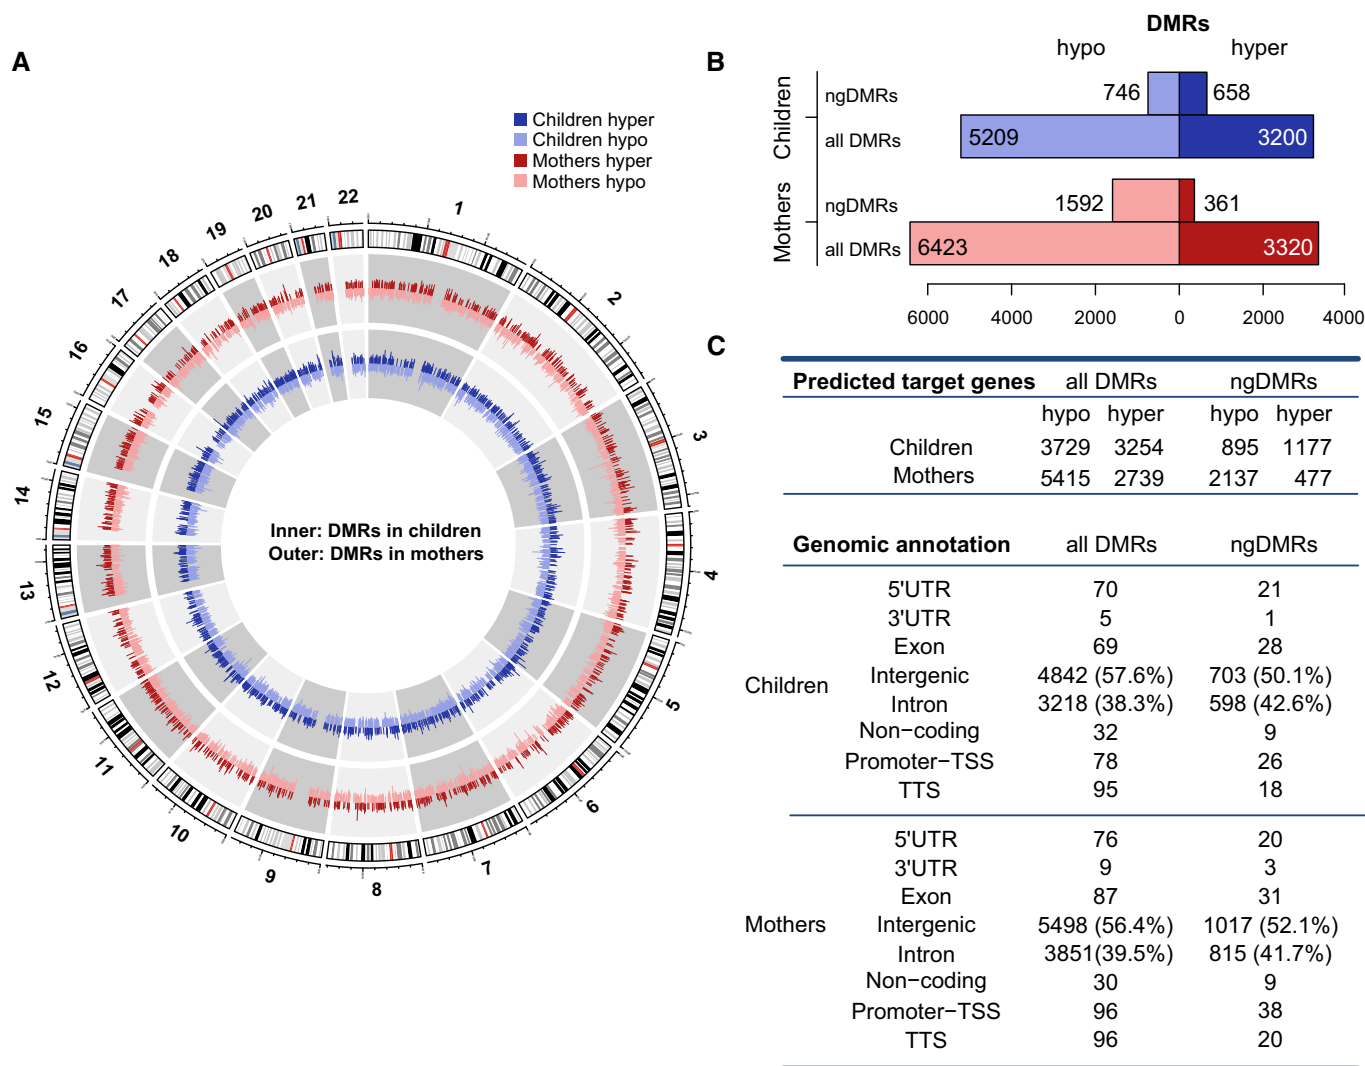 A
Children hyper
Children hypo
Mothers hyper
Mothers hypo
1
2
3
4
5
6
7
8
9
10
11
12
13
14
15
16
17
18
19
20
21
22
Inner: DMRs in children
Outer: DMRs in mothers
B
DMRs
hypo hyper
Children
ngDMRs 746 658
all DMRs 5209 3200
Mothers
ngDMRs 1592 361
all DMRs 6423 3320
6000 4000 2000 0 2000 4000
C
Predicted target genes all DMRs ngDMRs
hypo hyper hypo hyper
Children 3729 3254 895 1177
Mothers 5415 2739 2137 477
Genomic annotation all DMRs ngDMRs
Children
5'UTR 70 21
3'UTR 5 1
Exon 69 28
Intergenic 4842 (57.6%) 703 (50.1%)
Intron 3218 (38.3%) 598 (42.6%)
Non−coding 32 9
Promoter−TSS 78 26
TTS 95 18
Mothers
5'UTR 76 20
3'UTR 9 3
Exon 87 31
Intergenic 5498 (56.4%) 1017 (52.1%)
Intron 3851(39.5%) 815 (41.7%)
Non−coding 30 9
Promoter−TSS 96 38
TTS 96 20